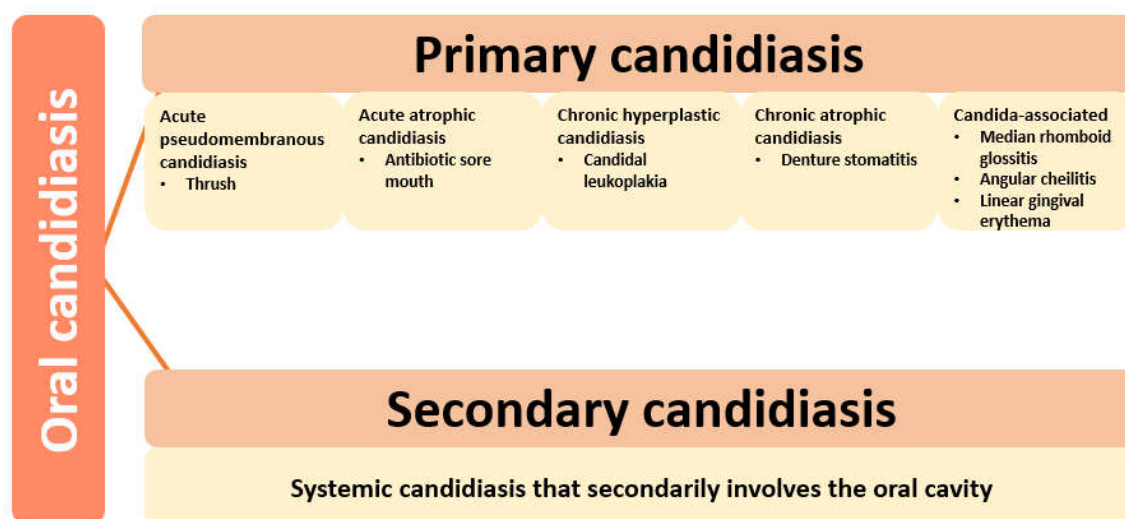 Oral candidiasis
Primary candidiasis
Acute
pseudomembranous
candidiasis
• Thrush
Acute atrophic
candidiasis
• Antibiotic sore
mouth
Chronic hyperplastic
candidiasis
• Candidal
leukoplakia
Chronic atrophic
candidiasis
• Denture stomatitis
Candida-associated
• Median rhomboid
glossitis
• Angular cheilitis
• Linear gingival
erythema
Secondary candidiasis
Systemic candidiasis that secondarily involves the oral cavity